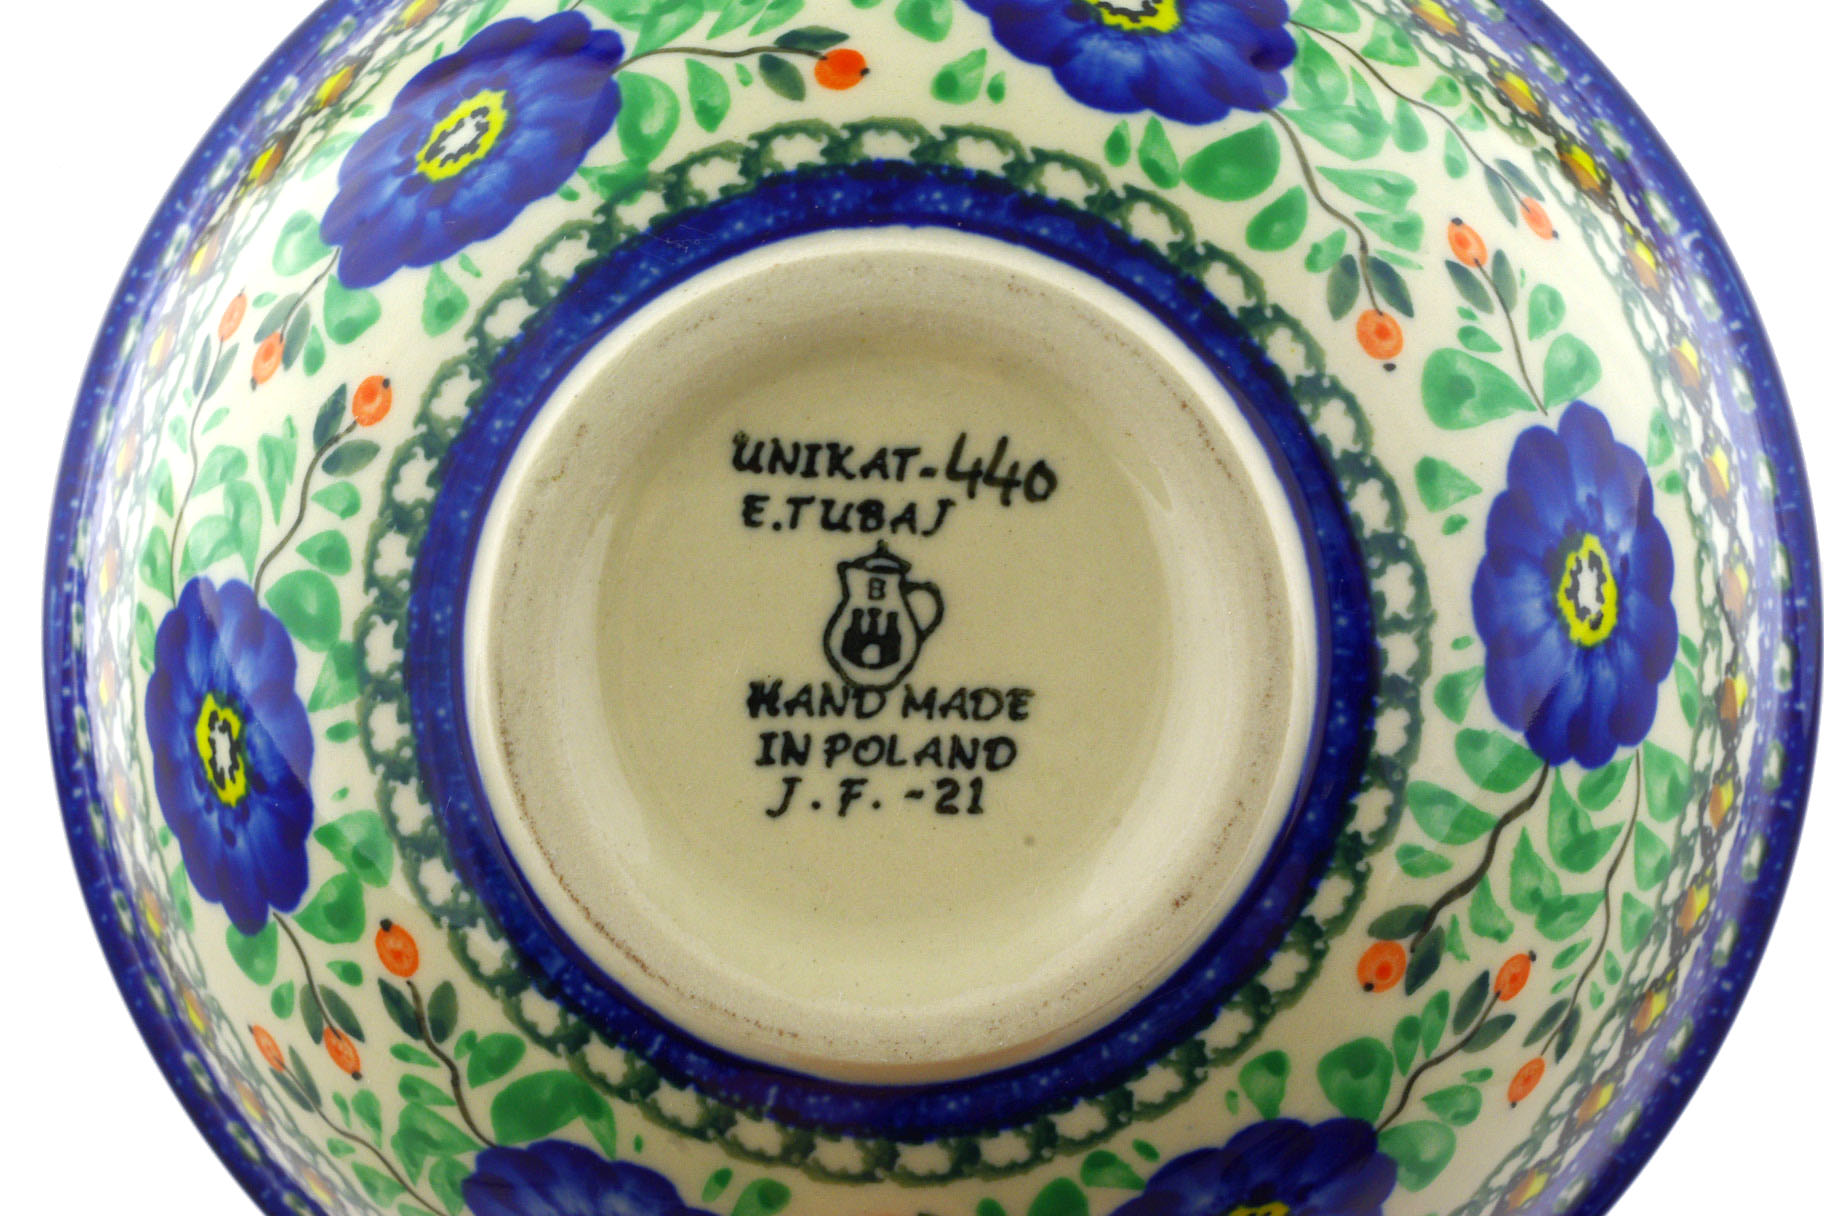 UNIKAT-440
E.TUBAJ
B
HAND MADE
IN POLAND
J.F.-21